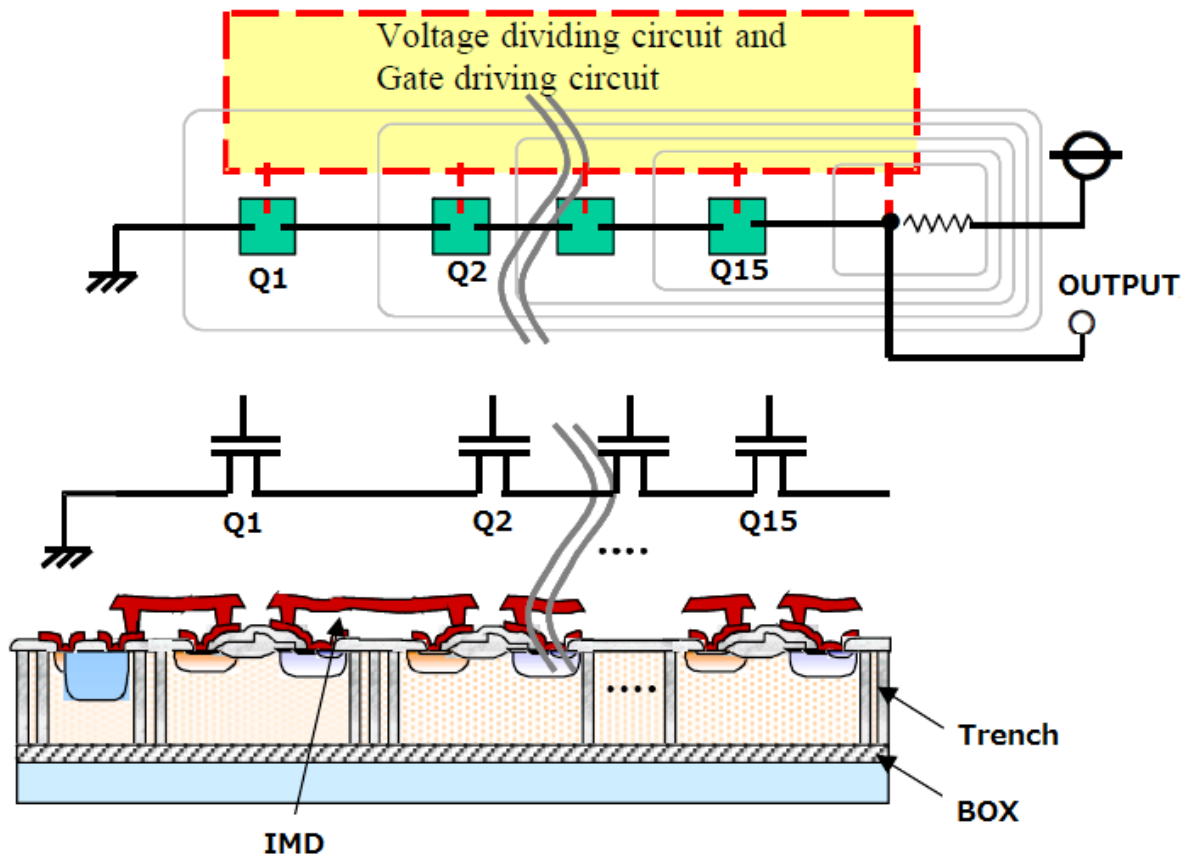 Voltage dividing circuit and
Gate driving circuit
Q1
Q2
Q15
OUTPUT
Q1
Q2
Q15
....
....
Trench
BOX
IMD